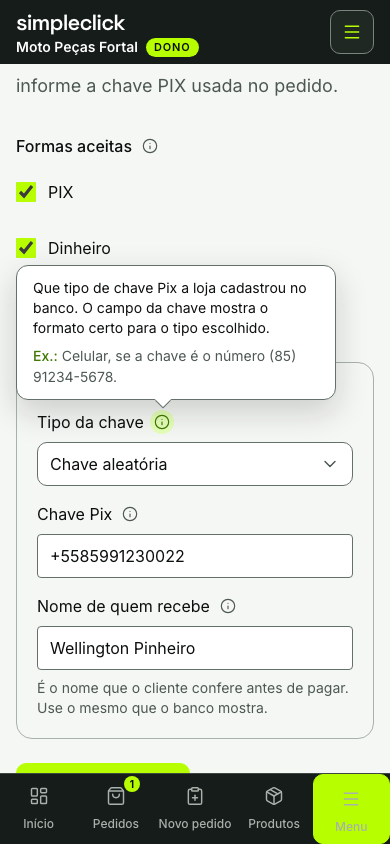 simpleclick
Moto Peças Fortal DONO
informe a chave PIX usada no pedido.
Formas aceitas
PIX
Dinheiro
Que tipo de chave Pix a loja cadastrou no
banco. O campo da chave mostra o
formato certo para o tipo escolhido.
Ex.: Celular, se a chave é o número (85)
91234-5678.
Tipo da chave
Chave aleatória
Chave Pix
+5585991230022
Nome de quem recebe
Wellington Pinheiro
É o nome que o cliente confere antes de pagar.
Use o mesmo que o banco mostra.
1
Início Pedidos Novo pedido Produtos Menu